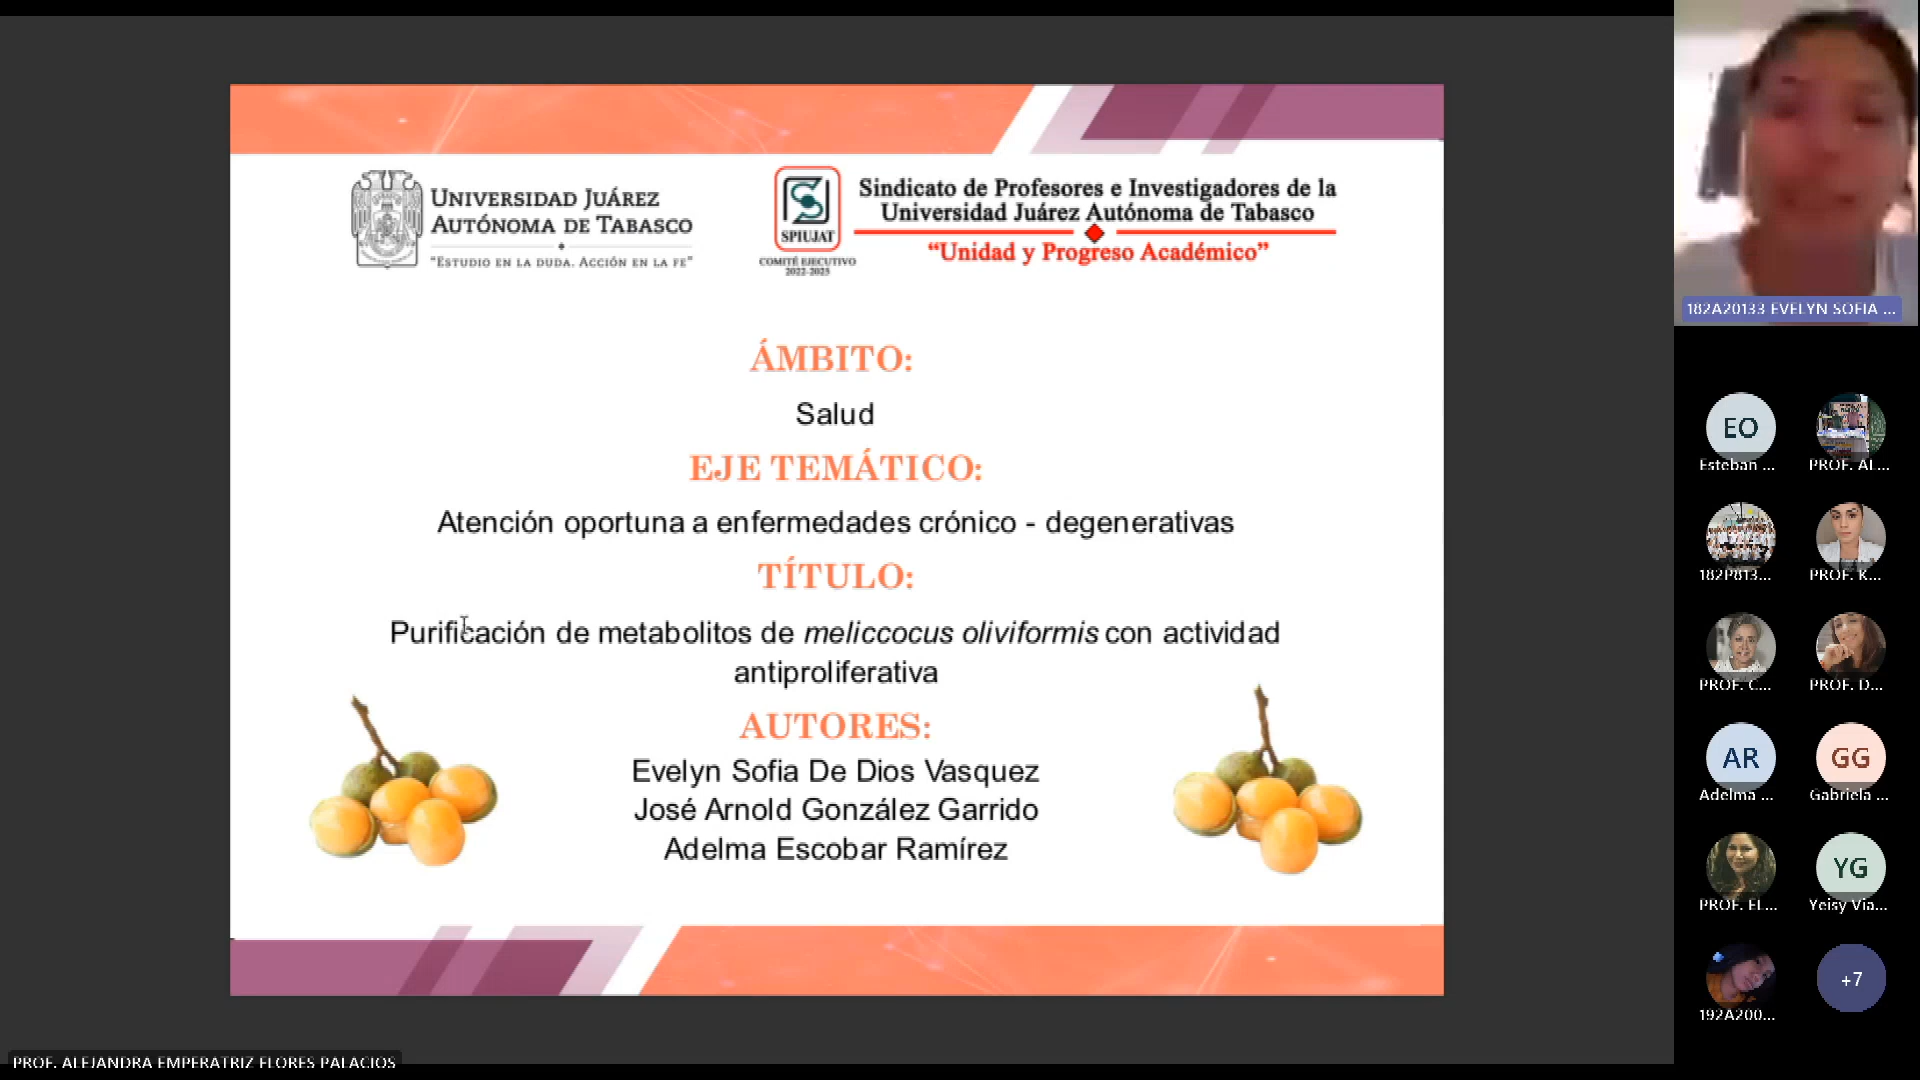 UNIVERSIDAD JUÁREZ
AUTÓNOMA DE TABASCO
"ESTUDIO EN LA DUDA. ACCIÓN EN LA FE"
SPIUJAT
COMITÉ EJECUTIVO
2022-2025
Sindicato de Profesores e Investigadores de la
Universidad Juárez Autónoma de Tabasco
"Unidad y Progreso Académico"
ÁMBITO:
Salud
EJE TEMÁTICO:
Atención oportuna a enfermedades crónico - degenerativas
TÍTULO:
Purificación de metabolitos de meliccocus oliviformis con actividad
antiproliferativa
AUTORES:
Evelyn Sofia De Dios Vasquez
José Arnold González Garrido
Adelma Escobar Ramírez
182A20133 EVELYN SOFIA ...
EO
Esteban ...
PROF. AL...
182P813...
PROF. K...
PROF. C...
PROF. D...
AR
Adelma ...
GG
Gabriela ...
PROF. EL...
YG
Yeisy Via...
192A200...
+7
PROF. ALEJANDRA EMPERATRIZ FLORES PALACIOS